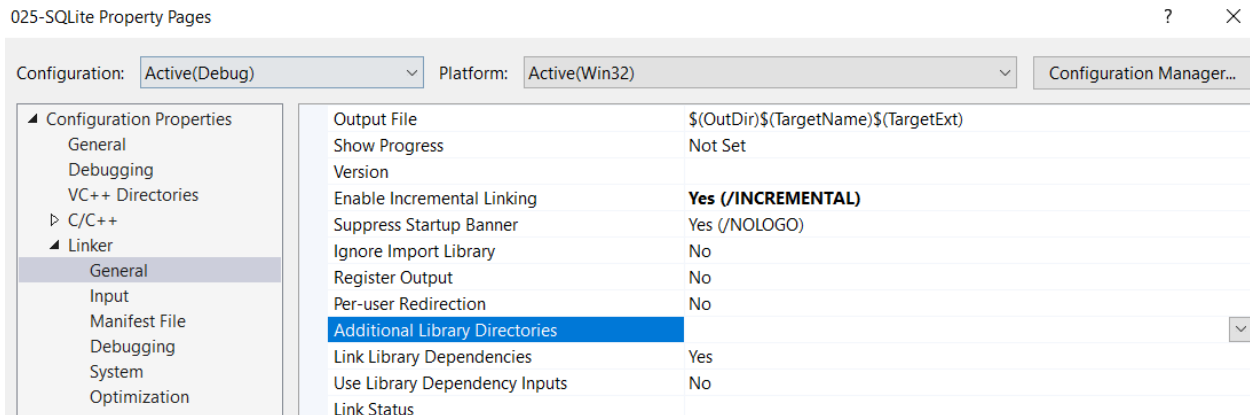 025-SQLite Property Pages ? ×
Configuration: Active(Debug) Platform: Active(Win32) Configuration Manager...
Configuration Properties
General
Debugging
VC++ Directories
C/C++
Linker
General
Input
Manifest File
Debugging
System
Optimization
Output File $(OutDir)$(TargetName)$(TargetExt)
Show Progress Not Set
Version
Enable Incremental Linking Yes (/INCREMENTAL)
Suppress Startup Banner Yes (/NOLOGO)
Ignore Import Library No
Register Output No
Per-user Redirection No
Additional Library Directories
Link Library Dependencies Yes
Use Library Dependency Inputs No
Link Status